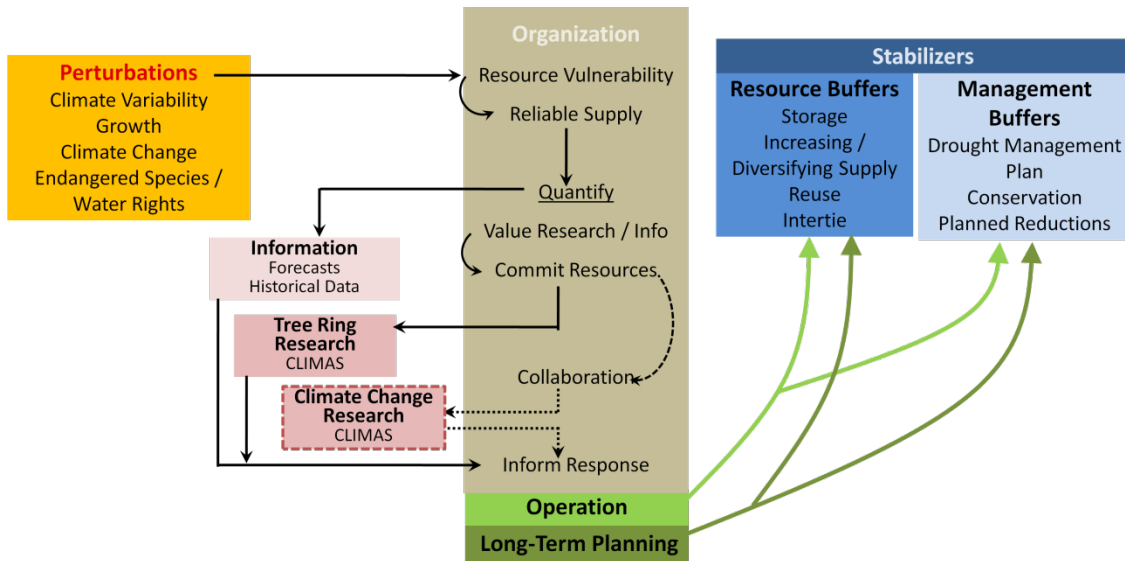 Perturbations
Climate Variability
Growth
Climate Change
Endangered Species /
Water Rights
Organization
Resource Vulnerability
Reliable Supply
Quantify
Value Research / Info
Commit Resources
Collaboration
Inform Response
Operation
Long-Term Planning
Information
Forecasts
Historical Data
Tree Ring
Research
CLIMAS
Climate Change
Research
CLIMAS
Stabilizers
Resource Buffers
Storage
Increasing /
Diversifying Supply
Reuse
Intertie
Management
Buffers
Drought Management
Plan
Conservation
Planned Reductions